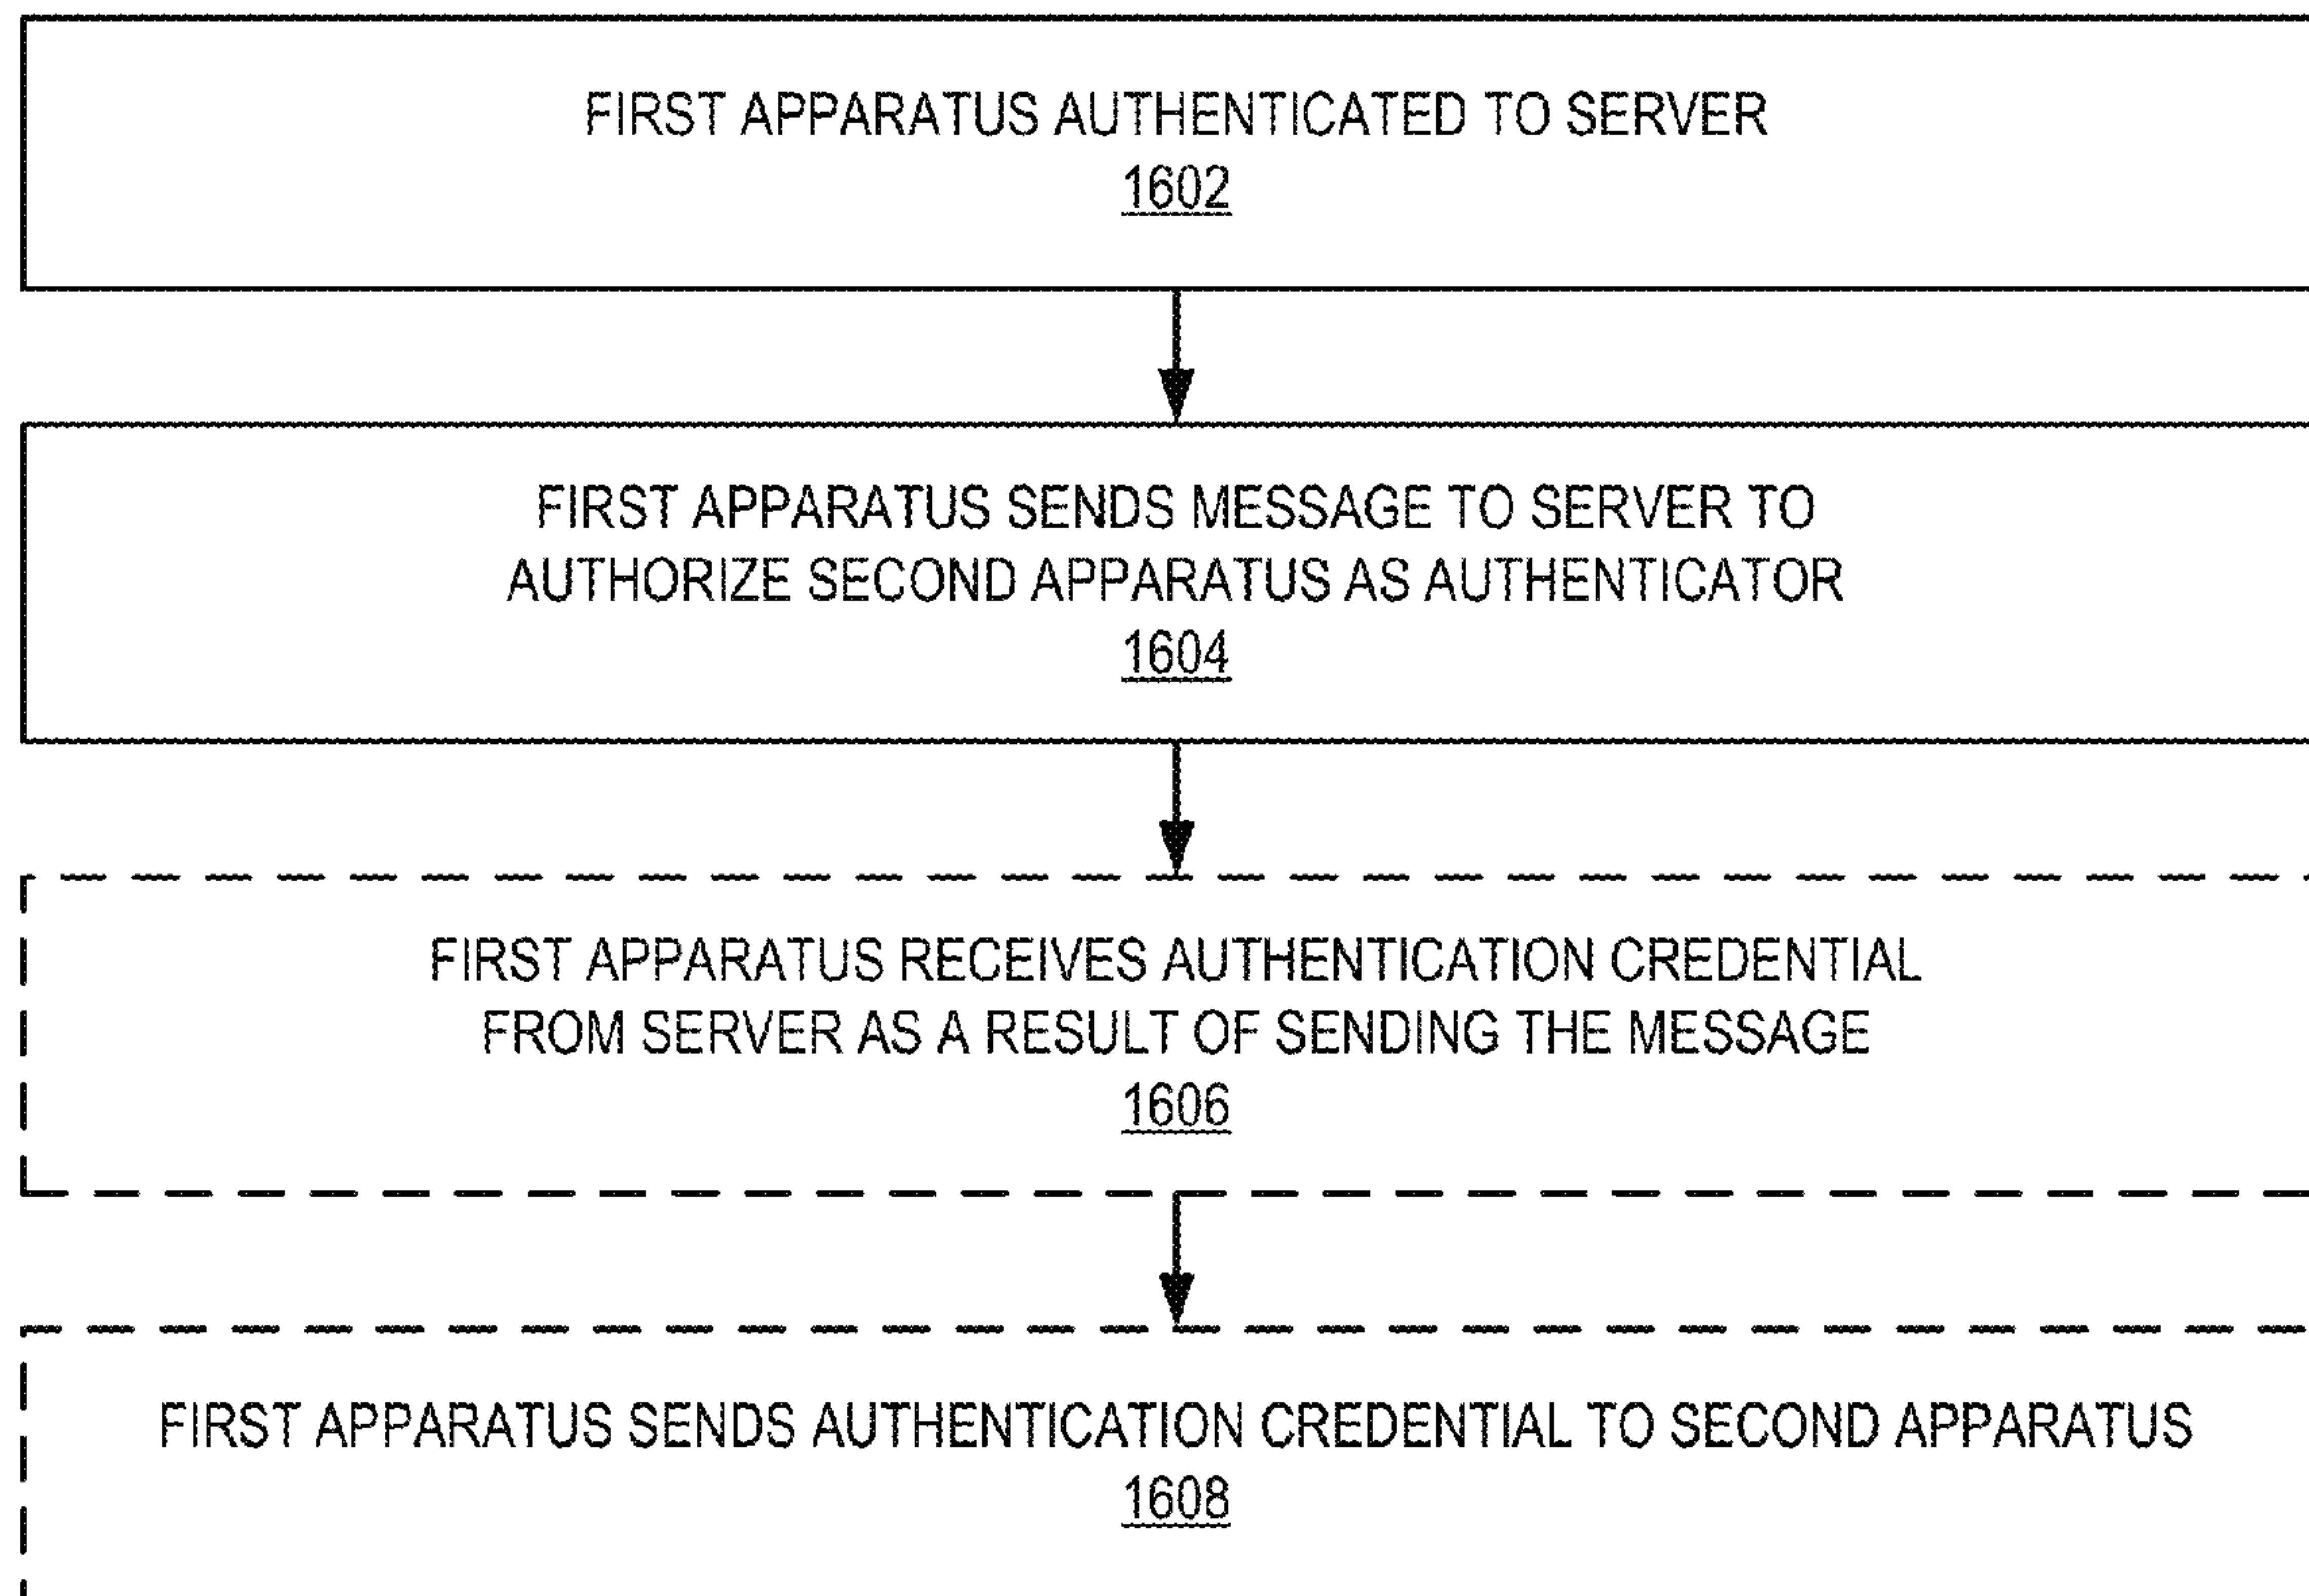 FIRST APPARATUS AUTHENTICATED TO SERVER
1602
FIRST APPARATUS SENDS MESSAGE TO SERVER TO
AUTHORIZE SECOND APPARATUS AS AUTHENTICATOR
1604
FIRST APPARATUS RECEIVES AUTHENTICATION CREDENTIAL
FROM SERVER AS A RESULT OF SENDING THE MESSAGE
1606
FIRST APPARATUS SENDS AUTHENTICATION CREDENTIAL TO SECOND APPARATUS
1608